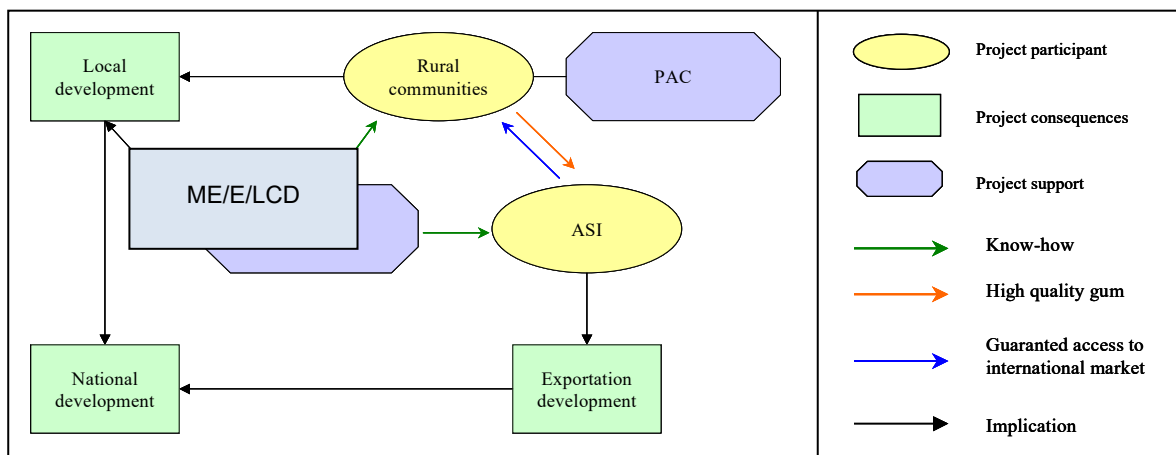 Local
development
Rural
communities
PAC
ME/E/LCD
ASI
National
development
Exportation
development
Project participant
Project consequences
Project support
Know-how
High quality gum
Guaranted access to
international market
Implication